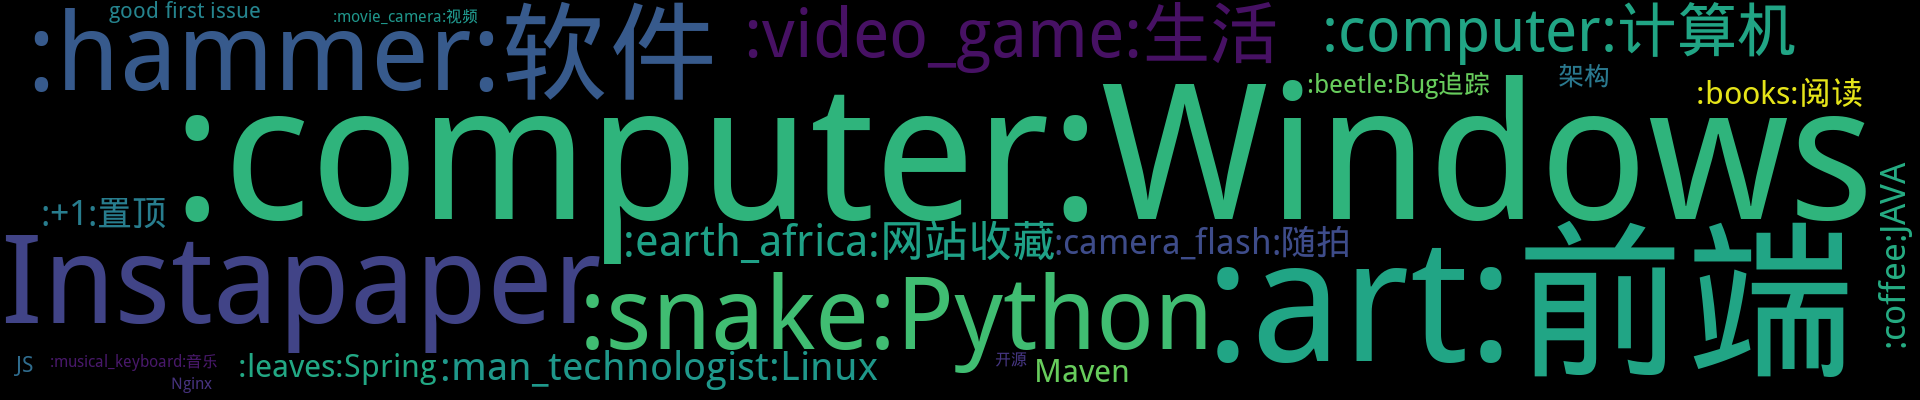 good first issue
:movie_camera:视频
:hammer:软件
:video_game:生活
:computer:计算机
:beetle:Bug追踪
架构
:books:阅读
:computer:Windows
:+1:置顶
:earth_africa:网站收藏
:camera_flash:随拍
:coffee:JAVA
Instapaper
:snake:Python
:art:前端
JS
:musical_keyboard:音乐
Nginx
:leaves:Spring
:man_technologist:Linux
开源
Maven